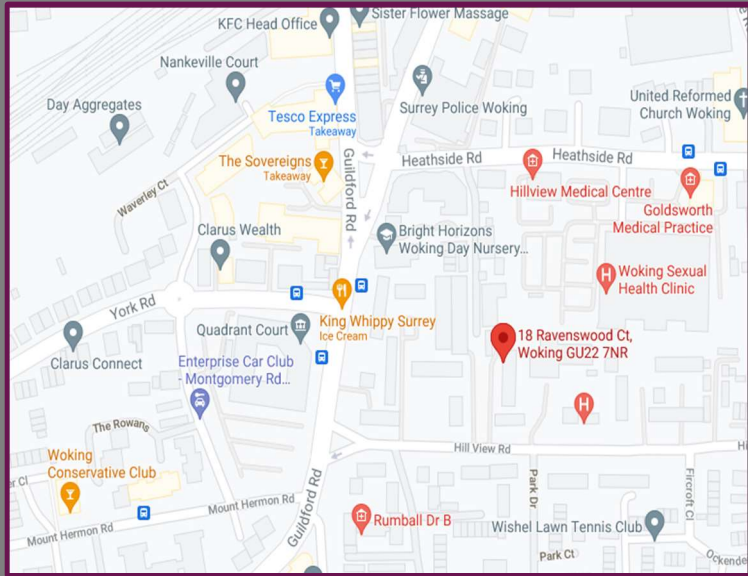 Sister Flower Massage
KFC Head Office
Nankeville Court
Day Aggregates
Surrey Police Woking
United Reformed
Church Woking
Tesco Express
Takeaway
The Sovereigns
Takeaway
Guildford Rd
Heathside Rd
Heathside Rd
Hillview Medical Centre
Goldsworth
Medical Practice
Waverley Ct
Clarus Wealth
Bright Horizons
Woking Day Nursery...
Woking Sexual
Health Clinic
York Rd
King Whippy Surrey
Ice Cream
Quadrant Court
18 Ravenswood Ct,
Woking GU22 7NR
Clarus Connect
Enterprise Car Club
- Montgomery Rd...
H
H
The Rowans
Hill View Rd
Hi
Woking
Conservative Club
er Cl
Guildford Rd
Mount Hermon Rd
Mount Hermon Rd
Park Dr
Fircroft Cl
Rumball Dr B
Wishel Lawn Tennis Club
Park Ct
Ockende